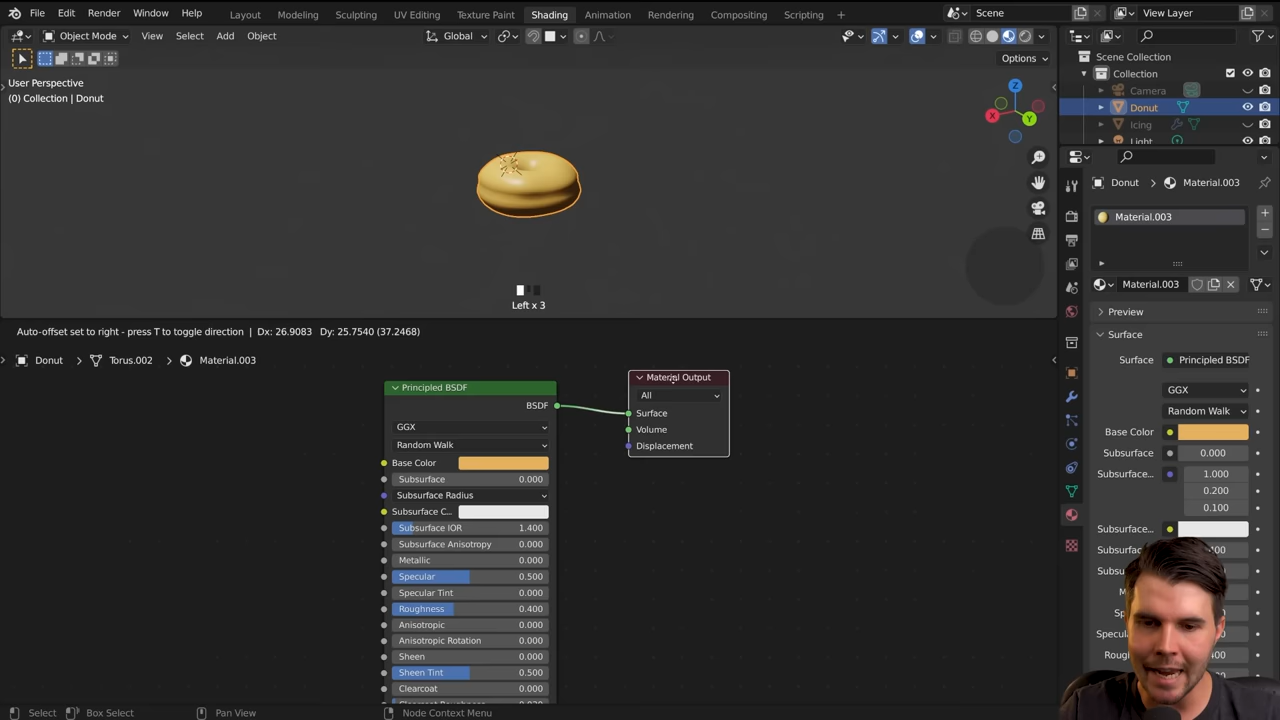 File Edit Render Window Help Layout Modeling Sculpting UV Editing Texture Paint Shading Animation Rendering Compositing Scripting Scene View Layer
Object Mode View Select Add Object Global
Options
User Perspective
(0) Collection | Donut
Scene Collection
Collection
Camera
Donut
Icing
Light
Donut Material.003
Material.003
Material.003
Preview
Surface
Surface Principled BSDF
GGX
Random Walk
Base Color
Subsurface 0.000
Subsurface... 1.000
0.200
0.100
Subsurface...
Left x 3
Auto-offset set to right - press T to toggle direction | Dx: 26.9083 Dy: 25.7540 (37.2468)
Donut Torus.002 Material.003
Principled BSDF
BSDF
GGX
Random Walk
Base Color
Subsurface 0.000
Subsurface Radius
Subsurface C...
Subsurface IOR 1.400
Subsurface Anisotropy 0.000
Metallic 0.000
Specular 0.500
Specular Tint 0.000
Roughness 0.400
Anisotropic 0.000
Anisotropic Rotation 0.000
Sheen 0.000
Sheen Tint 0.500
Clearcoat 0.000
Material Output
All
Surface
Volume
Displacement
Select Box Select Pan View Node Context Menu